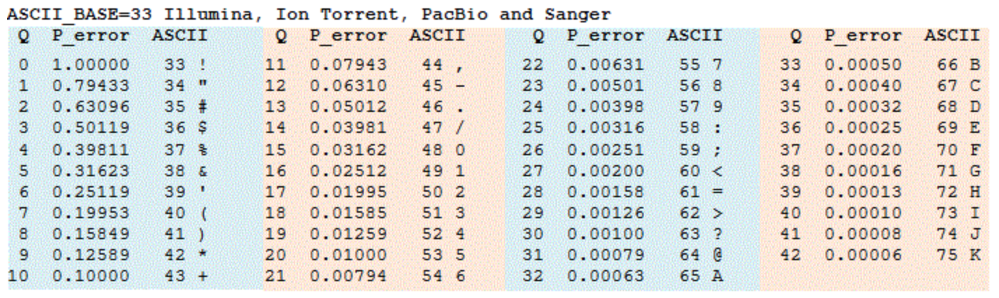 ASCII_BASE=33 Illumina, Ion Torrent, PacBio and Sanger
Q P_error ASCII Q P_error ASCII Q P_error ASCII Q P_error ASCII
0 1.00000 33 ! 11 0.07943 44 , 22 0.00631 55 7 33 0.00050 66 B
1 0.79433 34 " 12 0.06310 45 - 23 0.00501 56 8 34 0.00040 67 C
2 0.63096 35 # 13 0.05012 46 . 24 0.00398 57 9 35 0.00032 68 D
3 0.50119 36 $ 14 0.03981 47 / 25 0.00316 58 : 36 0.00025 69 E
4 0.39811 37 % 15 0.03162 48 0 26 0.00251 59 ; 37 0.00020 70 F
5 0.31623 38 & 16 0.02512 49 1 27 0.00200 60 < 38 0.00016 71 G
6 0.25119 39 ' 17 0.01995 50 2 28 0.00158 61 = 39 0.00013 72 H
7 0.19953 40 ( 18 0.01585 51 3 29 0.00126 62 > 40 0.00010 73 I
8 0.15849 41 ) 19 0.01259 52 4 30 0.00100 63 ? 41 0.00008 74 J
9 0.12589 42 * 20 0.01000 53 5 31 0.00079 64 @ 42 0.00006 75 K
10 0.10000 43 + 21 0.00794 54 6 32 0.00063 65 A